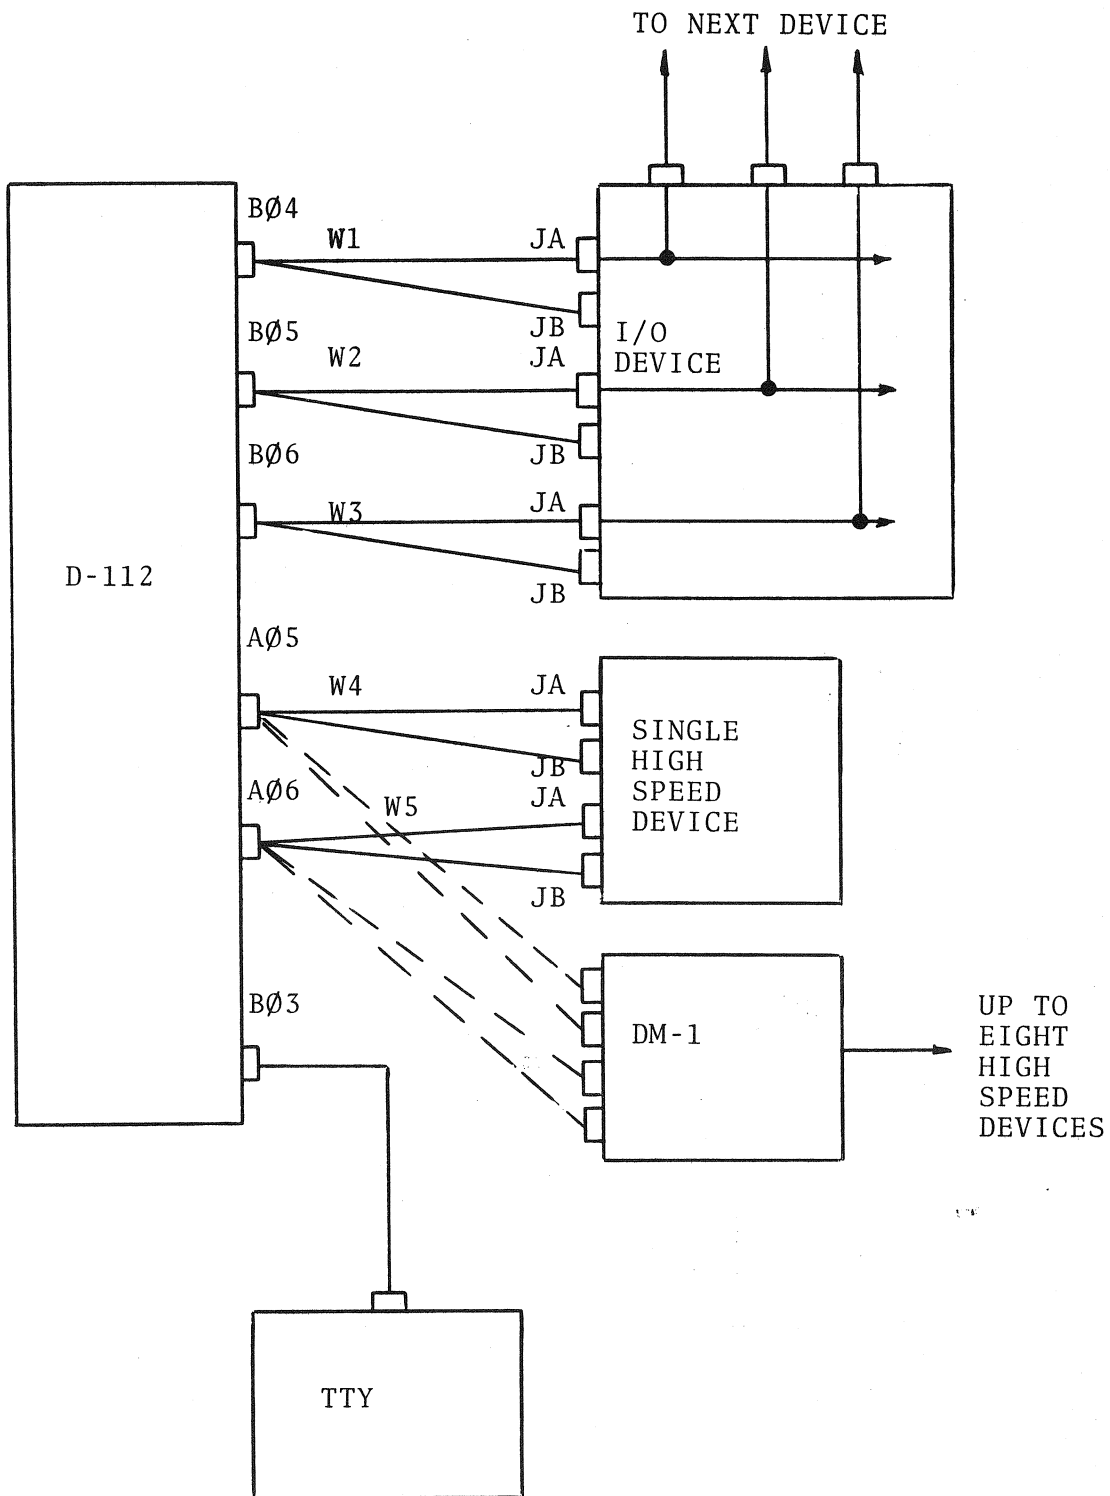 TO NEXT DEVICE
BØ4
W1
JA
JB
BØ5
W2
JA
JB
I/O
DEVICE
BØ6
W3
JA
JB
D-112
AØ5
W4
JA
JB
AØ6
W5
JA
JB
SINGLE
HIGH
SPEED
DEVICE
BØ3
DM-1
UP TO
EIGHT
HIGH
SPEED
DEVICES
TTY